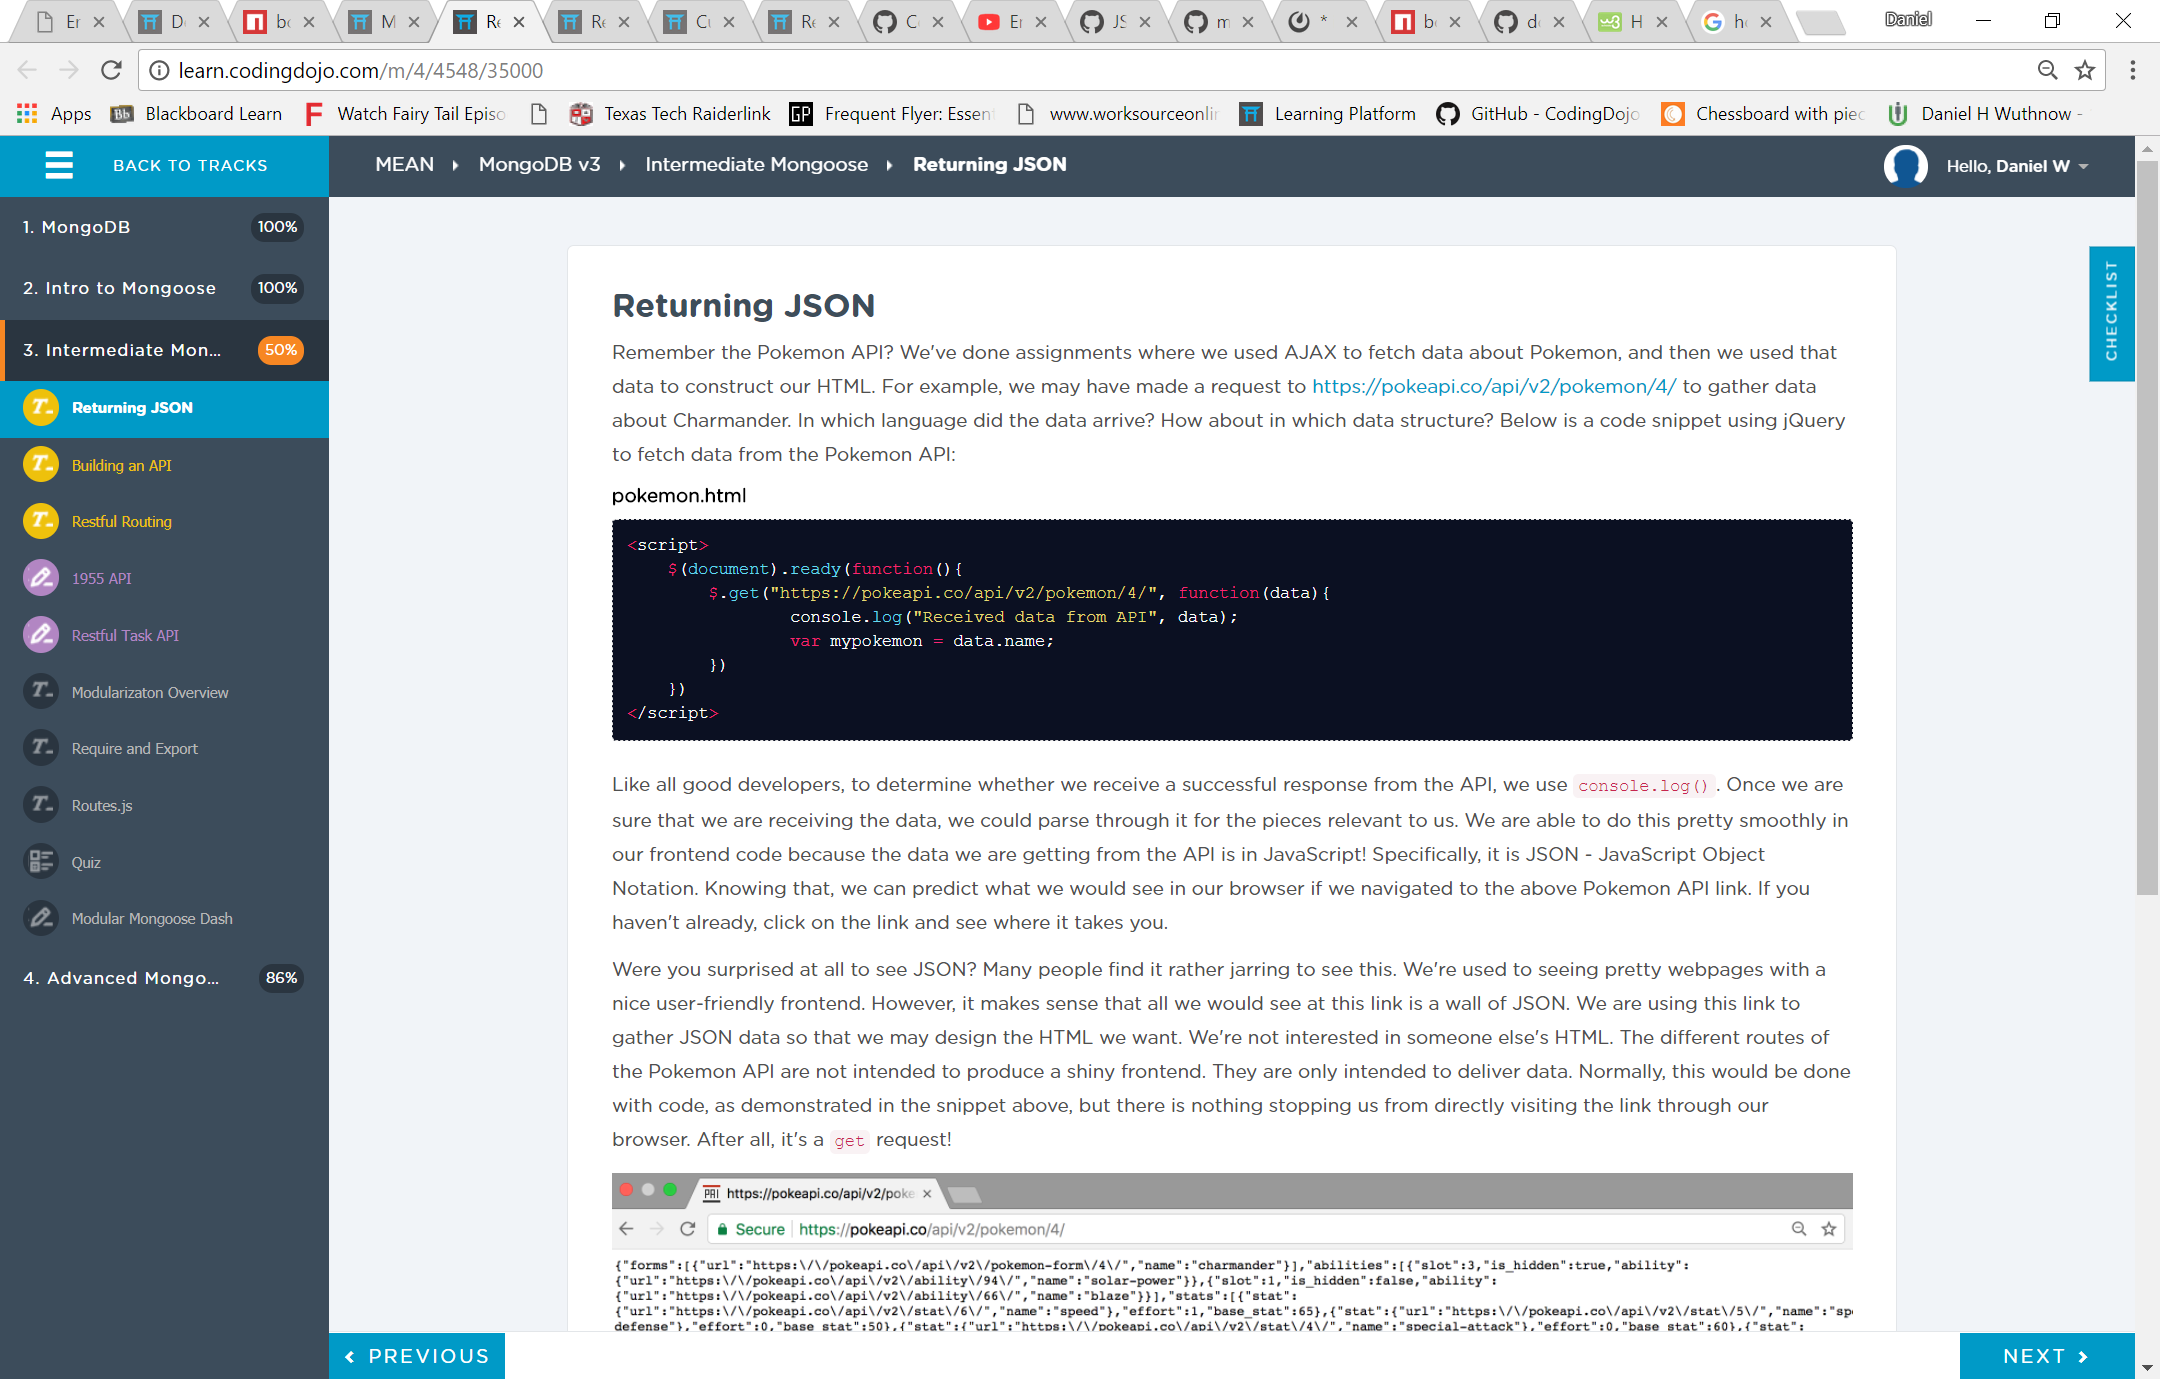 Er
D
bo
M
Re
Re
Cu
Re
Co
Er
JS
m
*
bo
d
H
ho
Daniel
learn.codingdojo.com/m/4/4548/35000
Apps
Blackboard Learn
Watch Fairy Tail Episo
Texas Tech Raiderlink
GP
Frequent Flyer: Essen
www.worksourceonli
Learning Platform
GitHub - CodingDojo
Chessboard with piec
Daniel H Wuthnow -
BACK TO TRACKS
MEAN
MongoDB v3
Intermediate Mongoose
Returning JSON
Hello, Daniel W
1. MongoDB 100%
2. Intro to Mongoose 100%
3. Intermediate Mon... 50%
Returning JSON
Building an API
Restful Routing
1955 API
Restful Task API
Modularizaton Overview
Require and Export
Routes.js
Quiz
Modular Mongoose Dash
4. Advanced Mongo... 86%
CHECKLIST
Returning JSON
Remember the Pokemon API? We've done assignments where we used AJAX to fetch data about Pokemon, and then we used that
data to construct our HTML. For example, we may have made a request to https://pokeapi.co/api/v2/pokemon/4/ to gather data
about Charmander. In which language did the data arrive? How about in which data structure? Below is a code snippet using jQuery
to fetch data from the Pokemon API:
pokemon.html
<script>
$(document).ready(function(){
$.get("https://pokeapi.co/api/v2/pokemon/4/", function(data){
console.log("Received data from API", data);
var mypokemon = data.name;
})
})
</script>
Like all good developers, to determine whether we receive a successful response from the API, we use console.log(). Once we are
sure that we are receiving the data, we could parse through it for the pieces relevant to us. We are able to do this pretty smoothly in
our frontend code because the data we are getting from the API is in JavaScript! Specifically, it is JSON - JavaScript Object
Notation. Knowing that, we can predict what we would see in our browser if we navigated to the above Pokemon API link. If you
haven't already, click on the link and see where it takes you.
Were you surprised at all to see JSON? Many people find it rather jarring to see this. We're used to seeing pretty webpages with a
nice user-friendly frontend. However, it makes sense that all we would see at this link is a wall of JSON. We are using this link to
gather JSON data so that we may design the HTML we want. We're not interested in someone else's HTML. The different routes of
the Pokemon API are not intended to produce a shiny frontend. They are only intended to deliver data. Normally, this would be done
with code, as demonstrated in the snippet above, but there is nothing stopping us from directly visiting the link through our
browser. After all, it's a get request!
https://pokeapi.co/api/v2/poke
Secure https://pokeapi.co/api/v2/pokemon/4/
{"forms":[{"url":"https:\/\/pokeapi.co\/api\/v2\/pokemon-form\/4\/","name":"charmander"}],"abilities":[{"slot":3,"is_hidden":true,"ability":
{"url":"https:\/\/pokeapi.co\/api\/v2\/ability\/94\/","name":"solar-power"}},{"slot":1,"is_hidden":false,"ability":
{"url":"https:\/\/pokeapi.co\/api\/v2\/ability\/66\/","name":"blaze"}}],"stats":[{"stat":
{"url":"https:\/\/pokeapi.co\/api\/v2\/stat\/6\/","name":"speed"},"effort":1,"base_stat":65},{"stat":{"url":"https:\/\/pokeapi.co\/api\/v2\/stat\/5\/","name":"spe
defense"},"effort":0,"base_stat":50},{"stat":{"url":"https:\/\/pokeapi.co\/api\/v2\/stat\/4\/","name":"special-attack"},"effort":0,"base_stat":60},{"stat":
PREVIOUS
NEXT